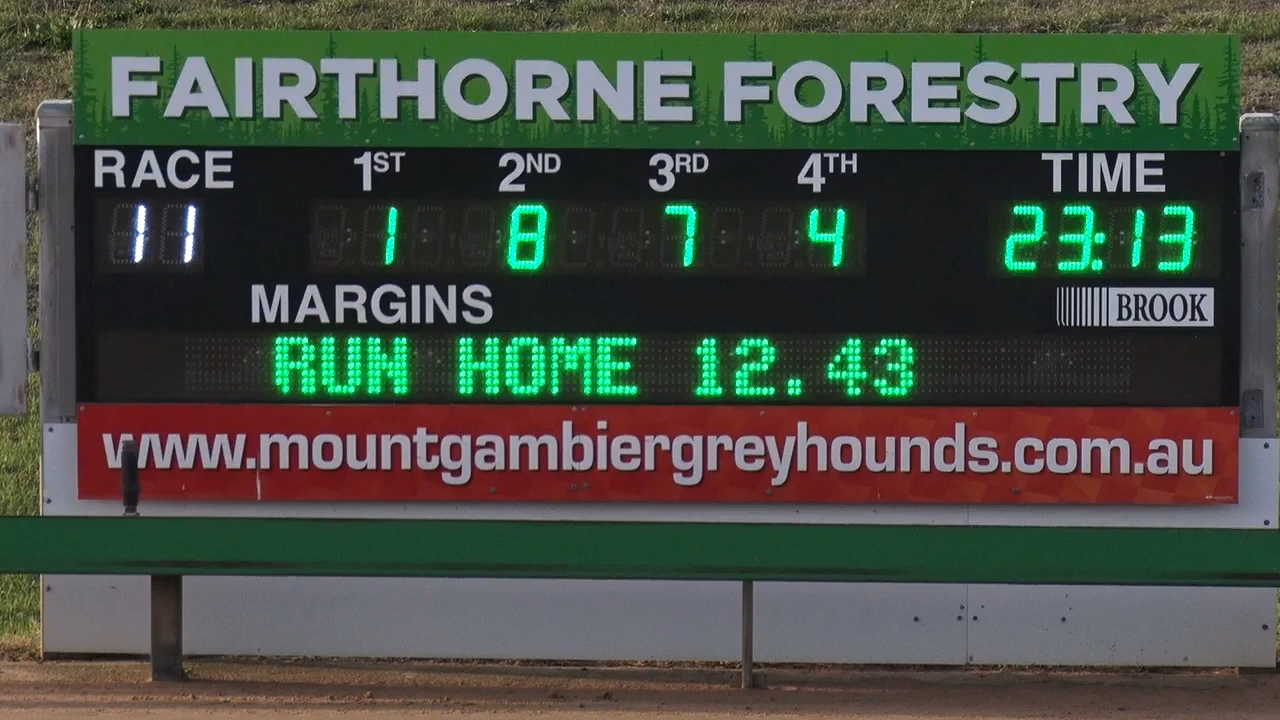 FAIRTHORNE FORESTRY
RACE 1ST 2ND 3RD 4TH TIME
11 1 8 7 4 23:13
MARGINS BROOK
RUN HOME 12.43
www.mountgambiergreyhounds.com.au